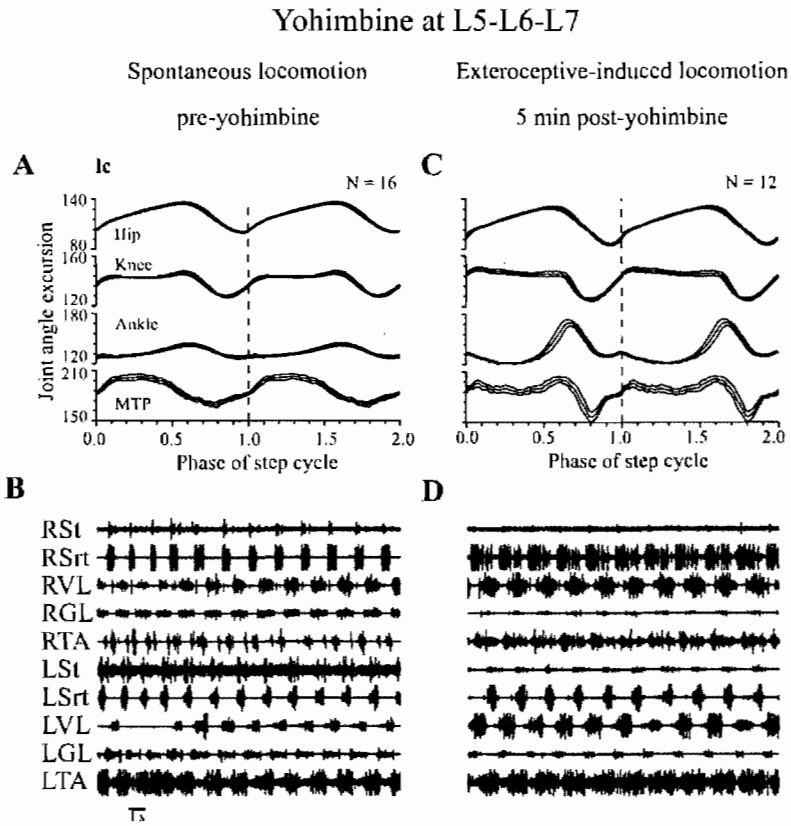 Yohimbine at L5-L6-L7
Spontaneous locomotion
pre-yohimbine
Exteroceptive-induced locomotion
5 min post-yohimbine
A
Ic
N = 16
Joint angle excursion
140
Hip
80
160
Knee
120
180
Ankle
120
210
MTP
150
0.0
0.5
1.0
1.5
2.0
Phase of step cycle
C
N = 12
0.0
0.5
1.0
1.5
2.0
Phase of step cycle
B
RSt
RSrt
RVL
RGL
RTA
LSt
LSrt
LVL
LGL
LTA
1s
D